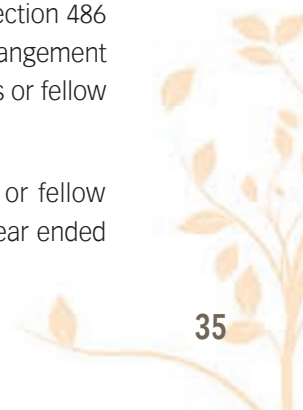 ection 486
angement
s or fellow
or fellow
ear ended
35